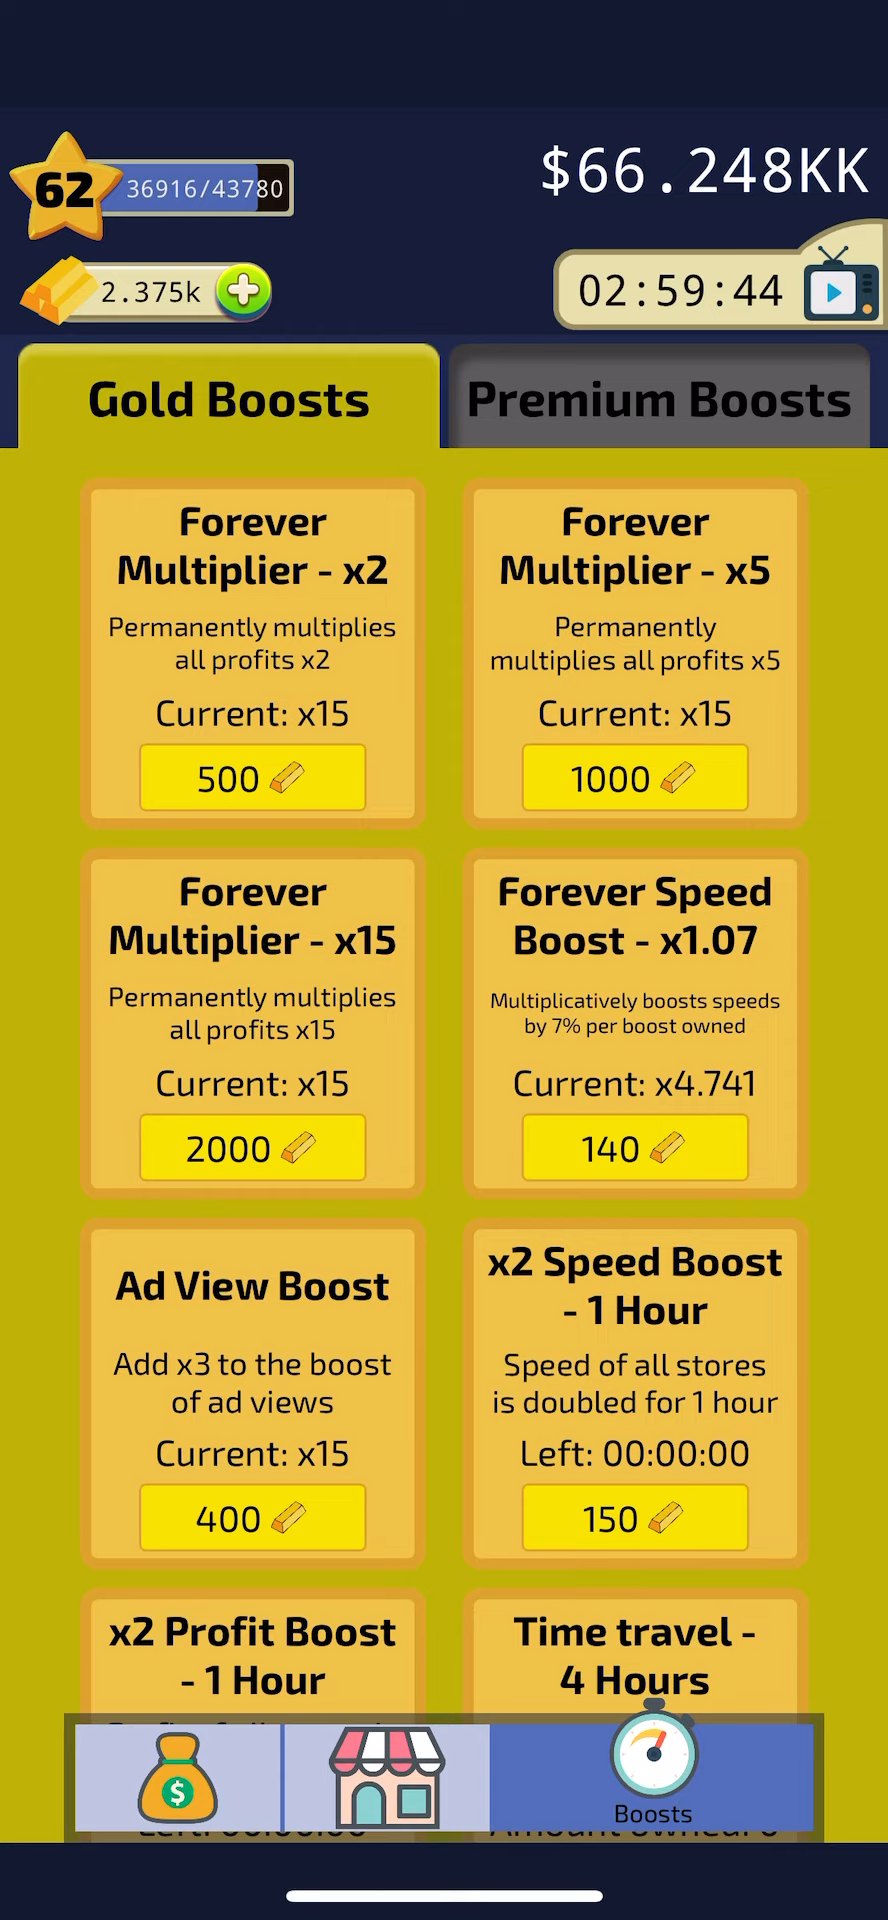 62
36916/43780
$66.248KK
2.375k
02:59:44
Gold Boosts
Premium Boosts
Forever
Multiplier - x2
Permanently multiplies
all profits x2
Current: x15
500
Forever
Multiplier - x5
Permanently
multiplies all profits x5
Current: x15
1000
Forever
Multiplier - x15
Permanently multiplies
all profits x15
Current: x15
2000
Forever Speed
Boost - x1.07
Multiplicatively boosts speeds
by 7% per boost owned
Current: x4.741
140
Ad View Boost
Add x3 to the boost
of ad views
Current: x15
400
x2 Speed Boost
- 1 Hour
Speed of all stores
is doubled for 1 hour
Left: 00:00:00
150
x2 Profit Boost
- 1 Hour
Time travel -
4 Hours
$
Boosts